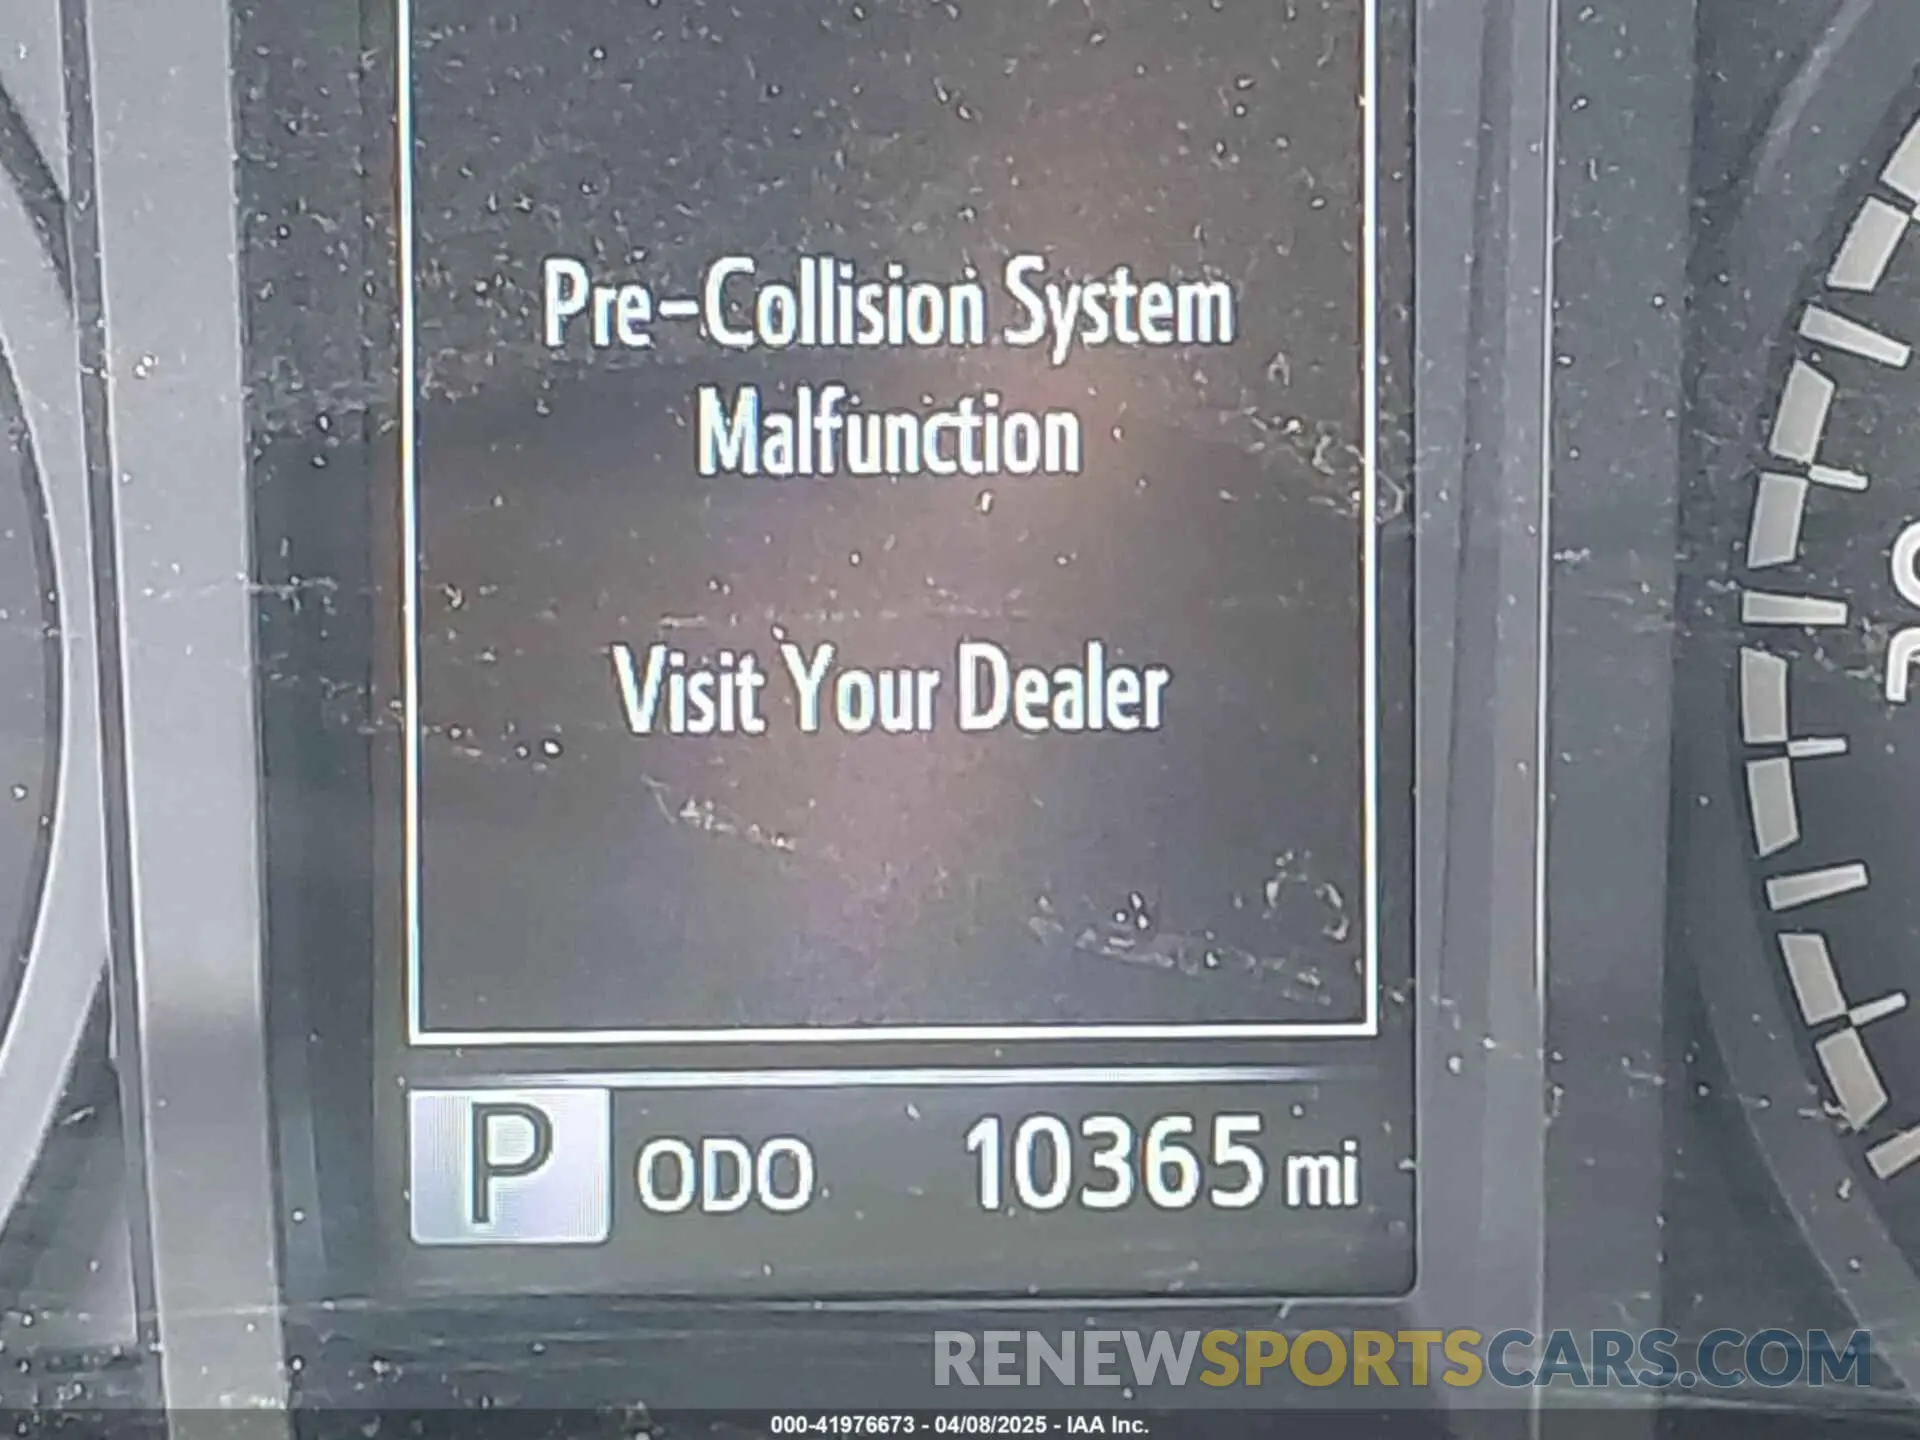 Pre-Collision System
Malfunction
Visit Your Dealer
P ODO 10365 mi
RENEWSPORTSCARS.COM
000-41976673 - 04/08/2025 - IAA Inc.